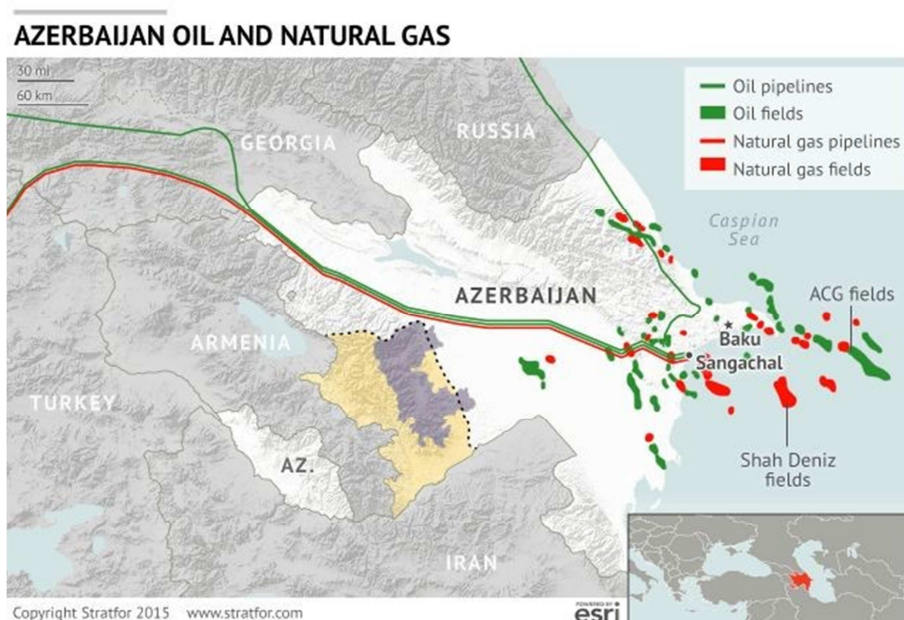 AZERBAIJAN OIL AND NATURAL GAS
30 mi
60 km
Oil pipelines
Oil fields
Natural gas pipelines
Natural gas fields
GEORGIA
RUSSIA
Caspian
Sea
ACG fields
AZERBAIJAN
Baku
ARMENIA
Sangachal
TURKEY
AZ.
Shah Deniz
fields
IRAN
Copyright Stratfor 2015 www.stratfor.com
POWERED BY
esri